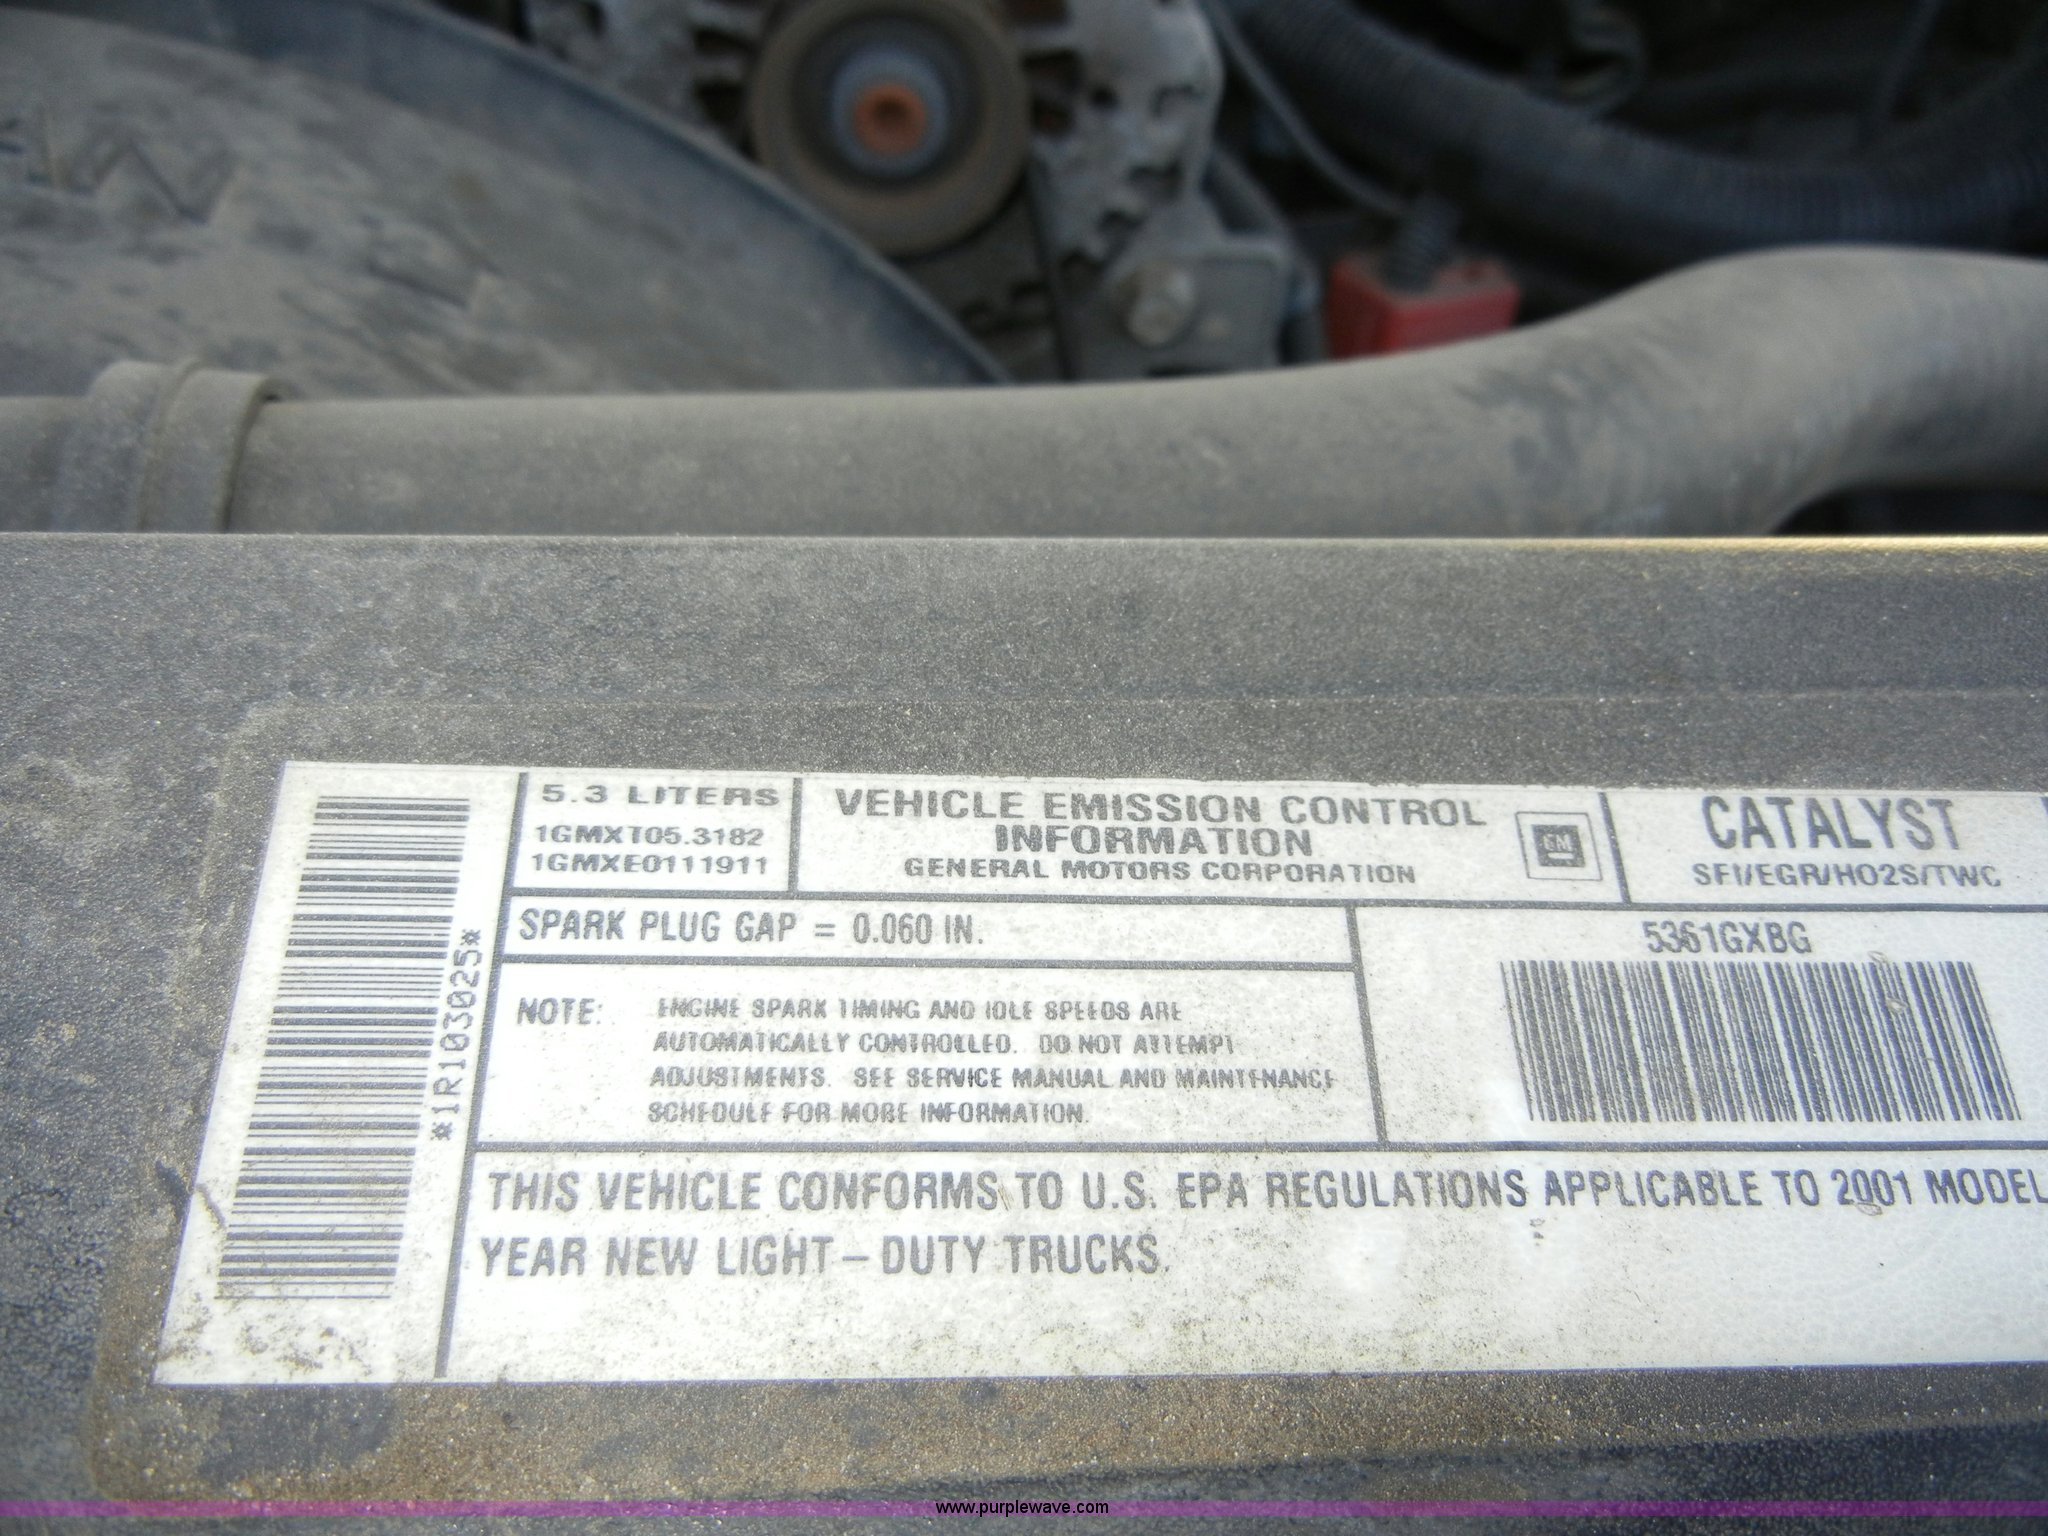 5.3 LITERS
1GMXT05.3182
1GMXE0111911
VEHICLE EMISSION CONTROL
INFORMATION
GENERAL MOTORS CORPORATION
GM
CATALYST
SFI/EGR/HO2S/TWC
SPARK PLUG GAP = 0.060 IN.
5361GXBG
NOTE: ENGINE SPARK TIMING AND IDLE SPEEDS ARE
AUTOMATICALLY CONTROLLED. DO NOT ATTEMPT
ADJUSTMENTS. SEE SERVICE MANUAL AND MAINTENANCE
SCHEDULE FOR MORE INFORMATION.
*1R103025*
THIS VEHICLE CONFORMS TO U.S. EPA REGULATIONS APPLICABLE TO 2001 MODEL
YEAR NEW LIGHT-DUTY TRUCKS.
www.purplewave.com